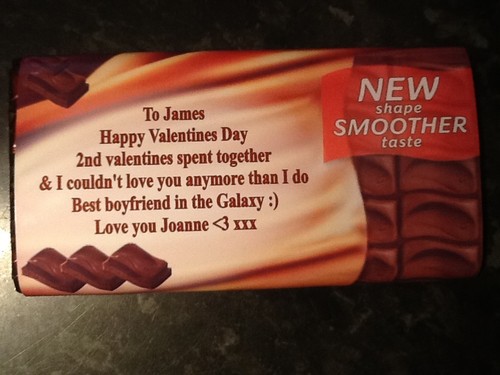 To James
Happy Valentines Day
2nd valentines spent together
& I couldn't love you anymore than I do
Best boyfriend in the Galaxy :)
Love you Joanne <3 xxx
NEW
shape
SMOOTHER
taste